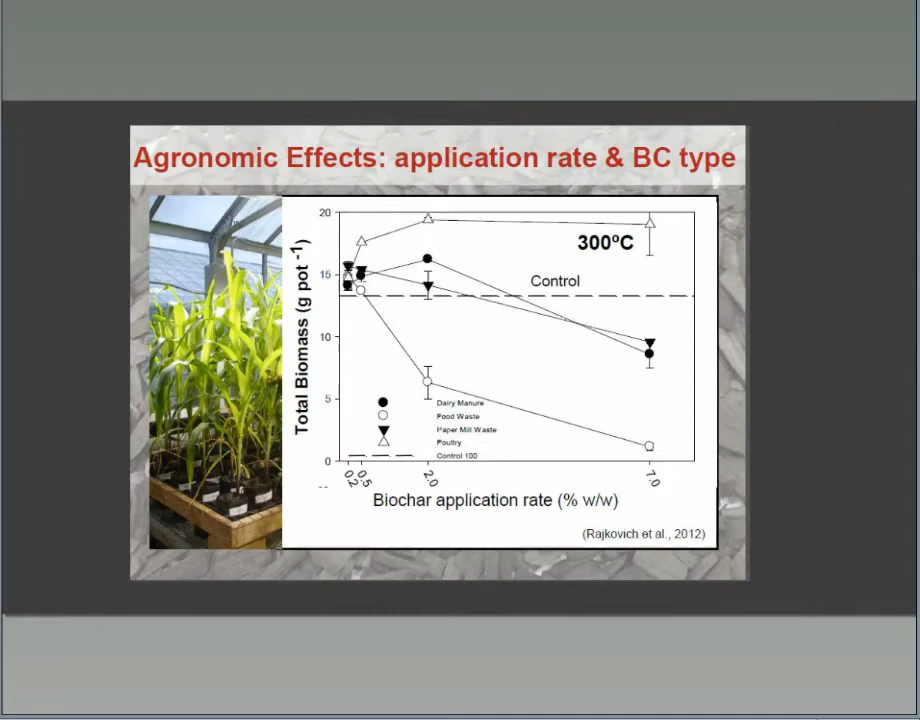 Agronomic Effects: application rate & BC type
300ºC
Control
Total Biomass (g pot -1)
20
15
10
5
0
Dairy Manure
Food Waste
Paper Mill Waste
Poultry
Control 100
0.2
0.5
2.0
7.0
Biochar application rate (% w/w)
(Rajkovich et al., 2012)